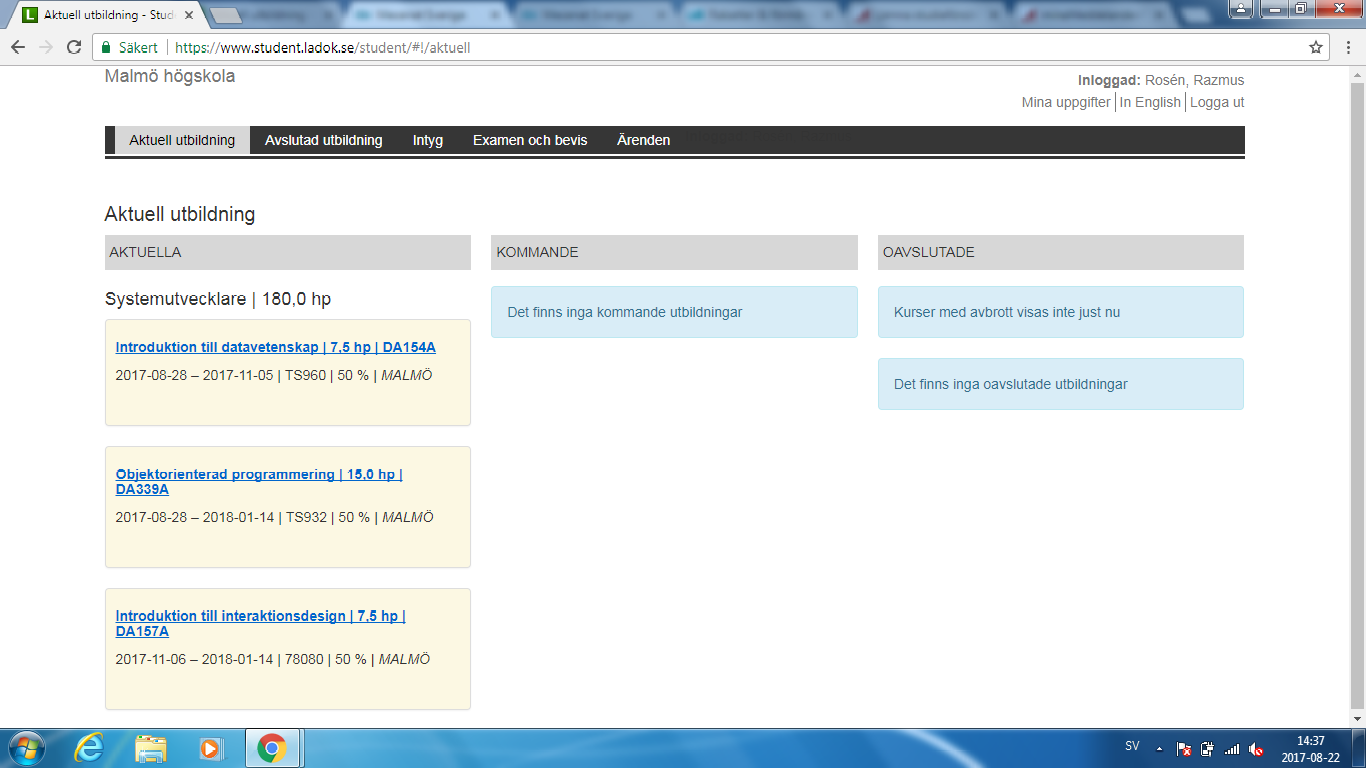 Aktuell utbildning - Stud
Säkert
https://www.student.ladok.se/student/#!/aktuell
Malmö högskola
Inloggad: Rosén, Razmus
Mina uppgifter | In English | Logga ut
Aktuell utbildning Avslutad utbildning Intyg Examen och bevis Ärenden
Aktuell utbildning
AKTUELLA
Systemutvecklare | 180,0 hp
Introduktion till datavetenskap | 7,5 hp | DA154A
2017-08-28 – 2017-11-05 | TS960 | 50 % | MALMÖ
Objektorienterad programmering | 15,0 hp |
DA339A
2017-08-28 – 2018-01-14 | TS932 | 50 % | MALMÖ
Introduktion till interaktionsdesign | 7,5 hp |
DA157A
2017-11-06 – 2018-01-14 | 78080 | 50 % | MALMÖ
KOMMANDE
Det finns inga kommande utbildningar
OAVSLUTADE
Kurser med avbrott visas inte just nu
Det finns inga oavslutade utbildningar
SV
14:37
2017-08-22